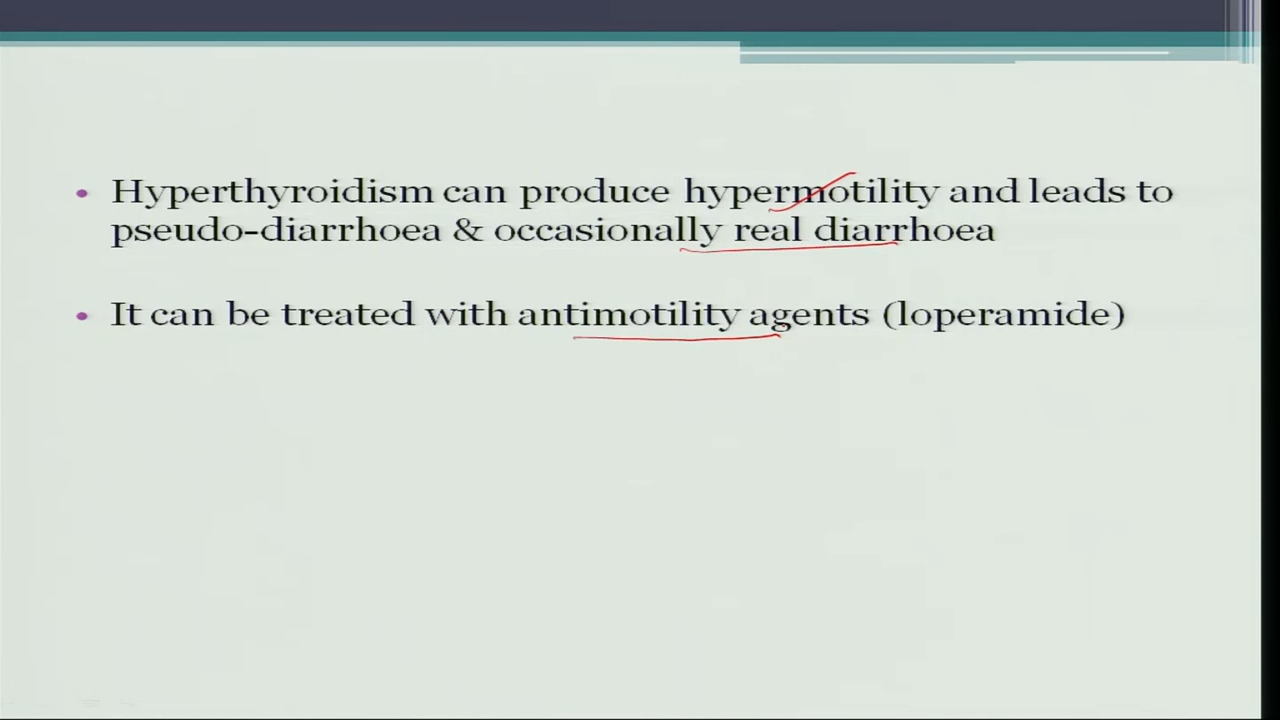 • Hyperthyroidism can produce hypermotility and leads to
pseudo-diarrhoea & occasionally real diarrhoea
• It can be treated with antimotility agents (loperamide)